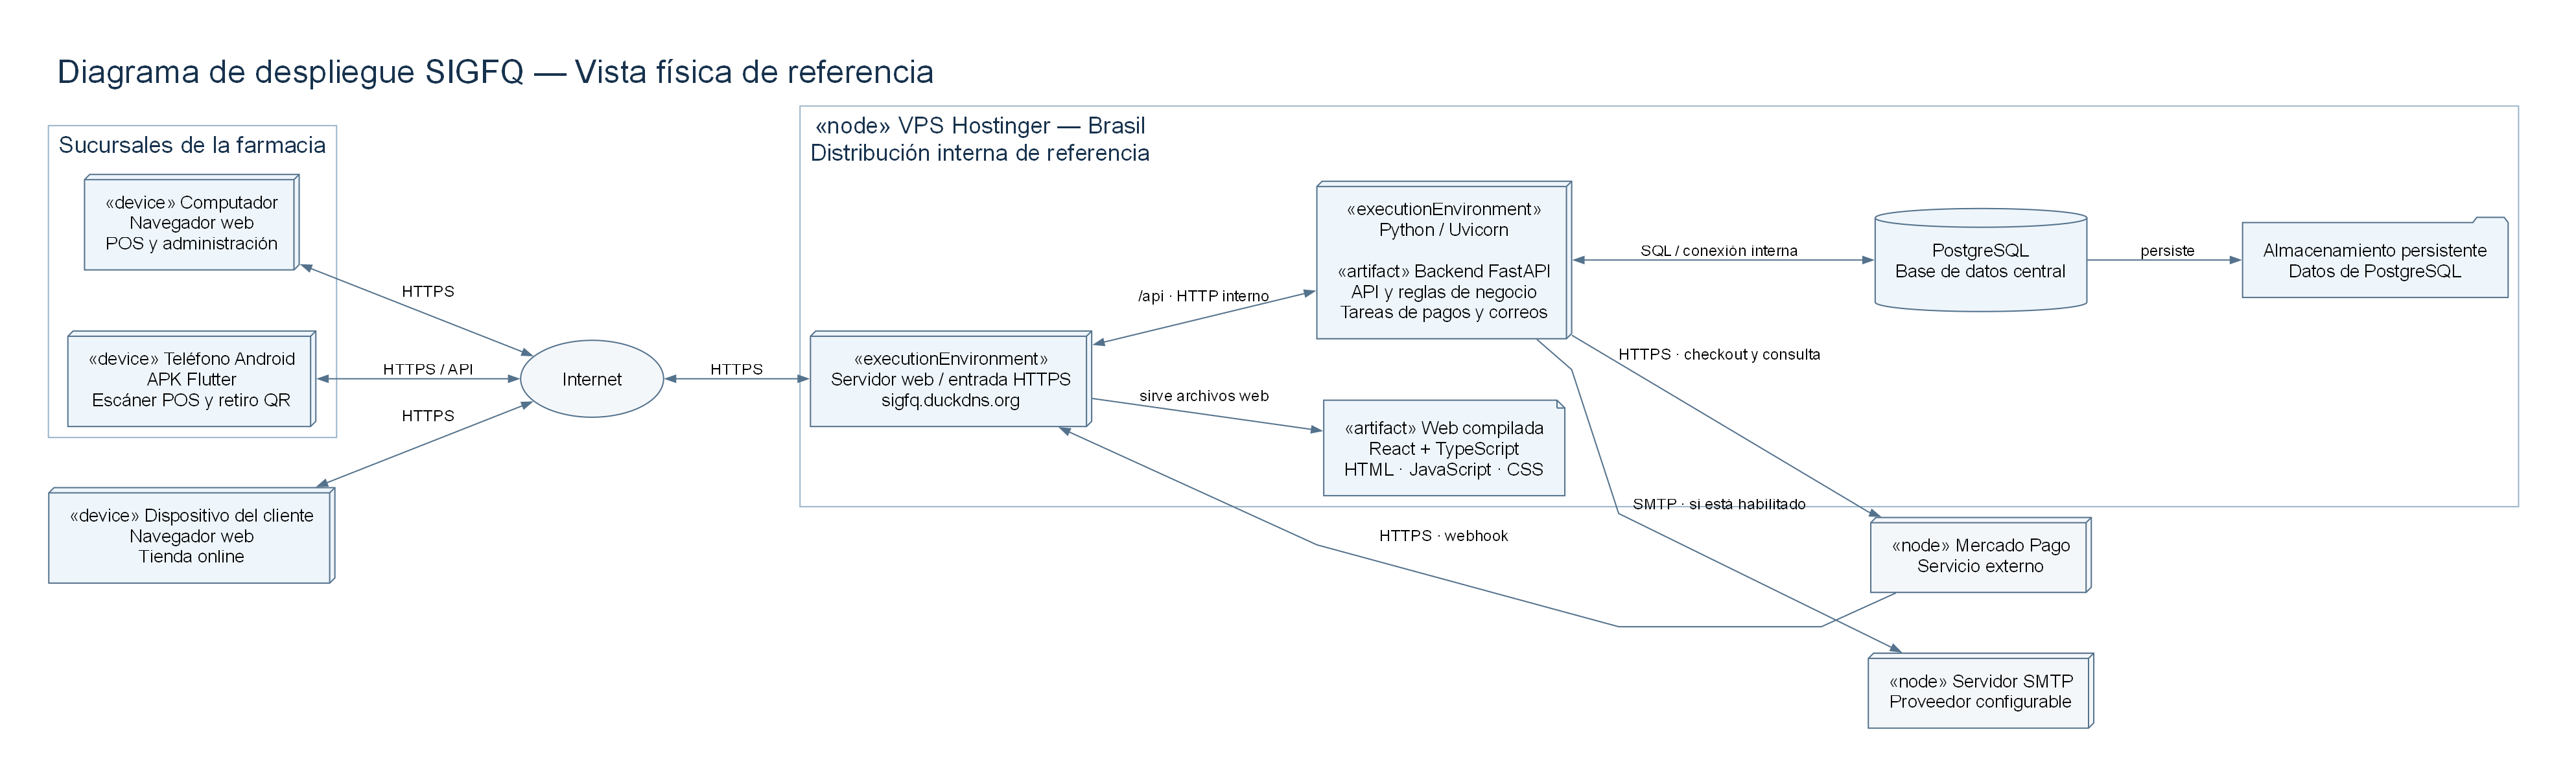 Diagrama de despliegue SIGFQ — Vista física de referencia
Sucursales de la farmacia
«device» Computador
Navegador web
POS y administración
«device» Teléfono Android
APK Flutter
Escáner POS y retiro QR
«device» Dispositivo del cliente
Navegador web
Tienda online
HTTPS
HTTPS / API
HTTPS
Internet
HTTPS
«node» VPS Hostinger — Brasil
Distribución interna de referencia
«executionEnvironment»
Servidor web / entrada HTTPS
sigfq.duckdns.org
/api · HTTP interno
sirve archivos web
«executionEnvironment»
Python / Uvicorn
«artifact» Backend FastAPI
API y reglas de negocio
Tareas de pagos y correos
«artifact» Web compilada
React + TypeScript
HTML · JavaScript · CSS
SQL / conexión interna
PostgreSQL
Base de datos central
persiste
Almacenamiento persistente
Datos de PostgreSQL
HTTPS · checkout y consulta
SMTP · si está habilitado
HTTPS · webhook
«node» Mercado Pago
Servicio externo
«node» Servidor SMTP
Proveedor configurable